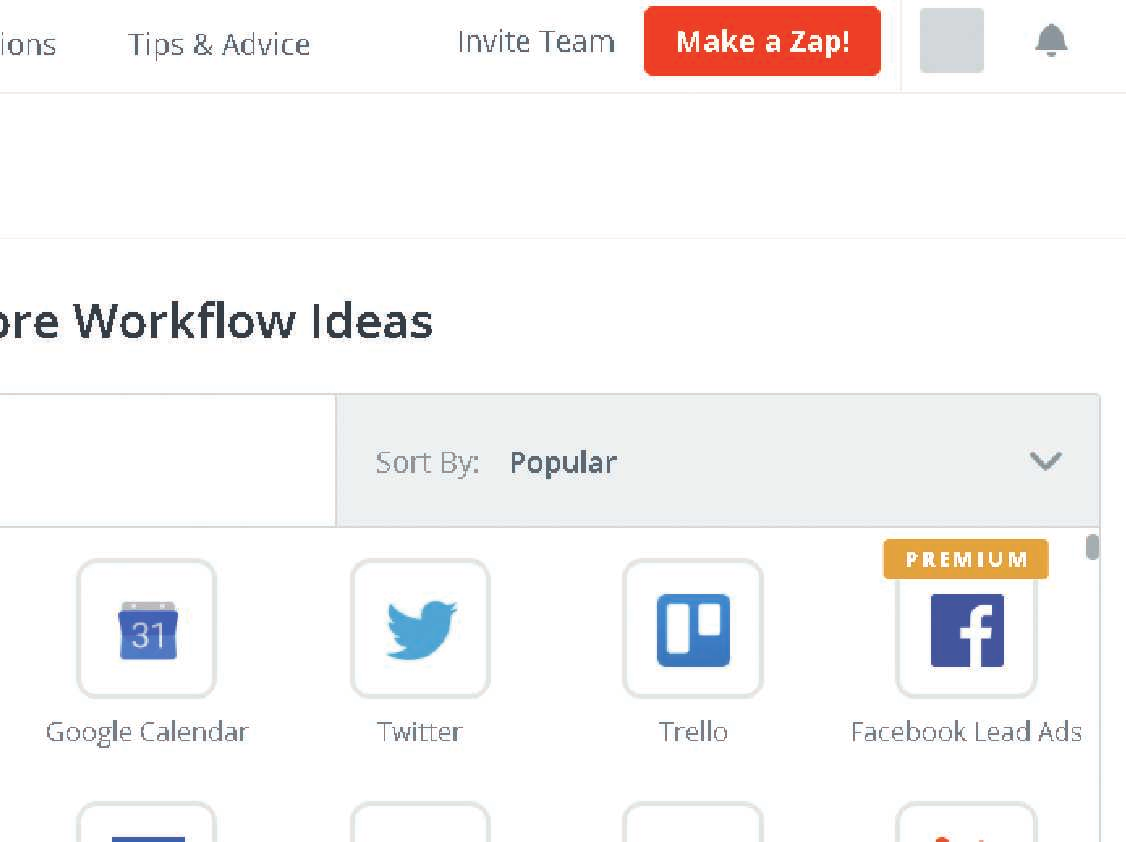 ions Tips & Advice Invite Team Make a Zap!
ore Workflow Ideas
Sort By: Popular
PREMIUM
31
Google Calendar Twitter Trello Facebook Lead Ads